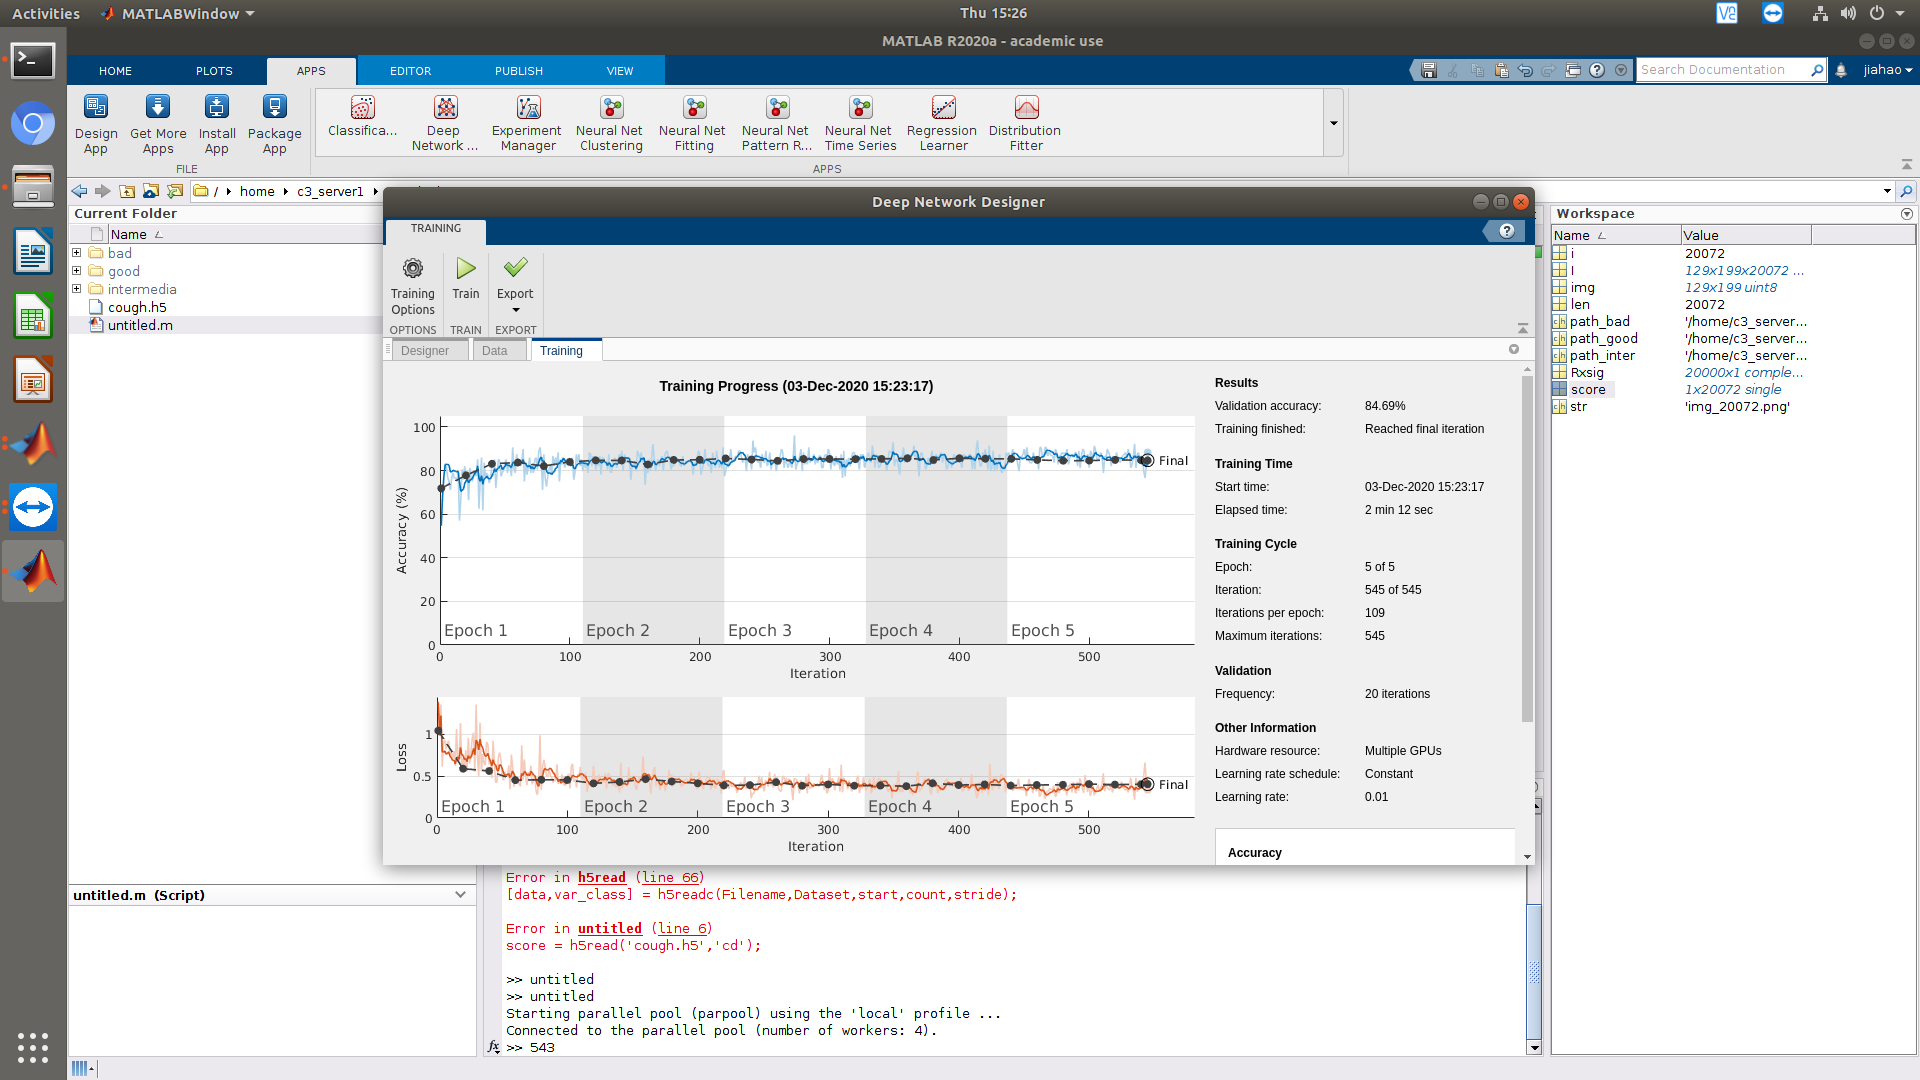 Activities MATLABWindow Thu 15:26
MATLAB R2020a - academic use
HOME PLOTS APPS EDITOR PUBLISH VIEW Search Documentation jiahao
Design App Get More Apps Install App Package App Classifica... Deep Network ... Experiment Manager Neural Net Clustering Neural Net Fitting Neural Net Pattern R... Neural Net Time Series Regression Learner Distribution Fitter
FILE APPS
/ home c3_server1
Current Folder
Name
bad
good
intermedia
cough.h5
untitled.m
untitled.m (Script)
Deep Network Designer
TRAINING
Training Options Train Export
OPTIONS TRAIN EXPORT
Designer Data Training
Training Progress (03-Dec-2020 15:23:17)
Accuracy (%)
100
80
60
40
20
0
Final
Epoch 1 Epoch 2 Epoch 3 Epoch 4 Epoch 5
0 100 200 300 400 500
Iteration
Loss
1
0.5
0
Final
Epoch 1 Epoch 2 Epoch 3 Epoch 4 Epoch 5
0 100 200 300 400 500
Iteration
Results
Validation accuracy: 84.69%
Training finished: Reached final iteration
Training Time
Start time: 03-Dec-2020 15:23:17
Elapsed time: 2 min 12 sec
Training Cycle
Epoch: 5 of 5
Iteration: 545 of 545
Iterations per epoch: 109
Maximum iterations: 545
Validation
Frequency: 20 iterations
Other Information
Hardware resource: Multiple GPUs
Learning rate schedule: Constant
Learning rate: 0.01
Accuracy
Error in h5read (line 66)
[data,var_class] = h5readc(Filename,Dataset,start,count,stride);
Error in untitled (line 6)
score = h5read('cough.h5','cd');
>> untitled
>> untitled
Starting parallel pool (parpool) using the 'local' profile ...
Connected to the parallel pool (number of workers: 4).
fx >> 543
Workspace
Name Value
i 20072
I 129x199x20072 ...
img 129x199 uint8
len 20072
path_bad '/home/c3_server...
path_good '/home/c3_server...
path_inter '/home/c3_server...
Rxsig 20000x1 comple...
score 1x20072 single
str 'img_20072.png'